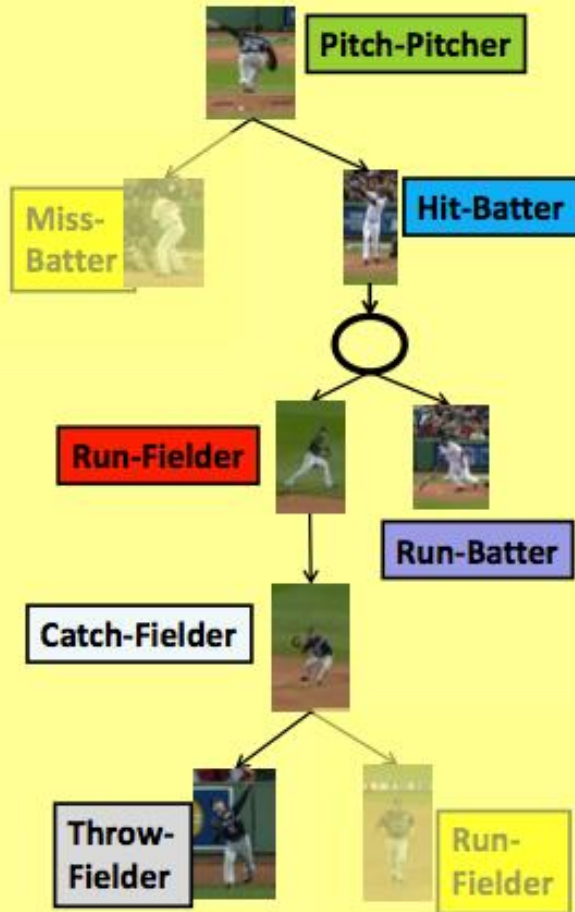 Pitch-Pitcher
Miss-
Batter
Hit-Batter
Run-Fielder
Run-Batter
Catch-Fielder
Throw-
Fielder
Run-
Fielder